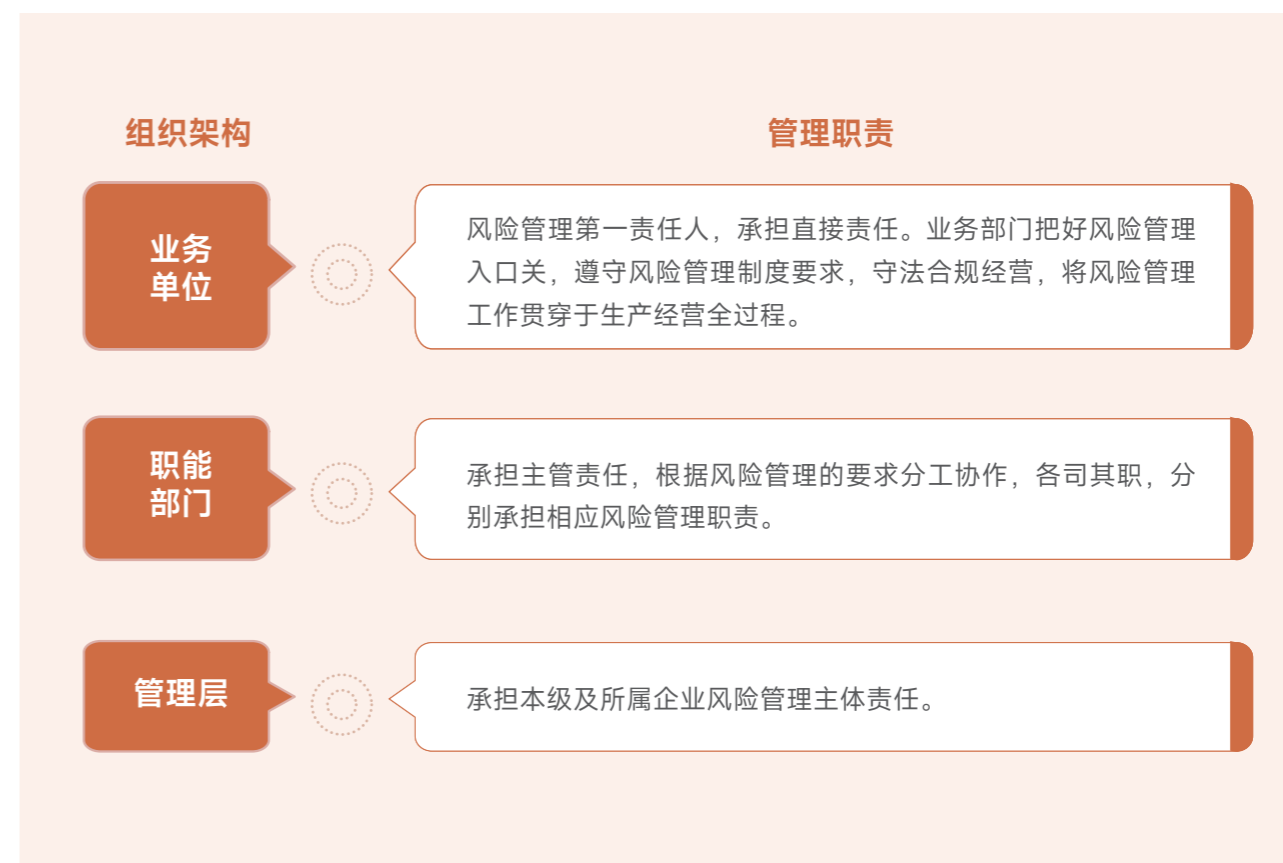 组织架构
管理职责
业务
单位
风险管理第一责任人，承担直接责任。业务部门把好风险管理
入口关，遵守风险管理制度要求，守法合规经营，将风险管理
工作贯穿于生产经营全过程。
职能
部门
承担主管责任，根据风险管理的要求分工协作，各司其职，分
别承担相应风险管理职责。
管理层
承担本级及所属企业风险管理主体责任。